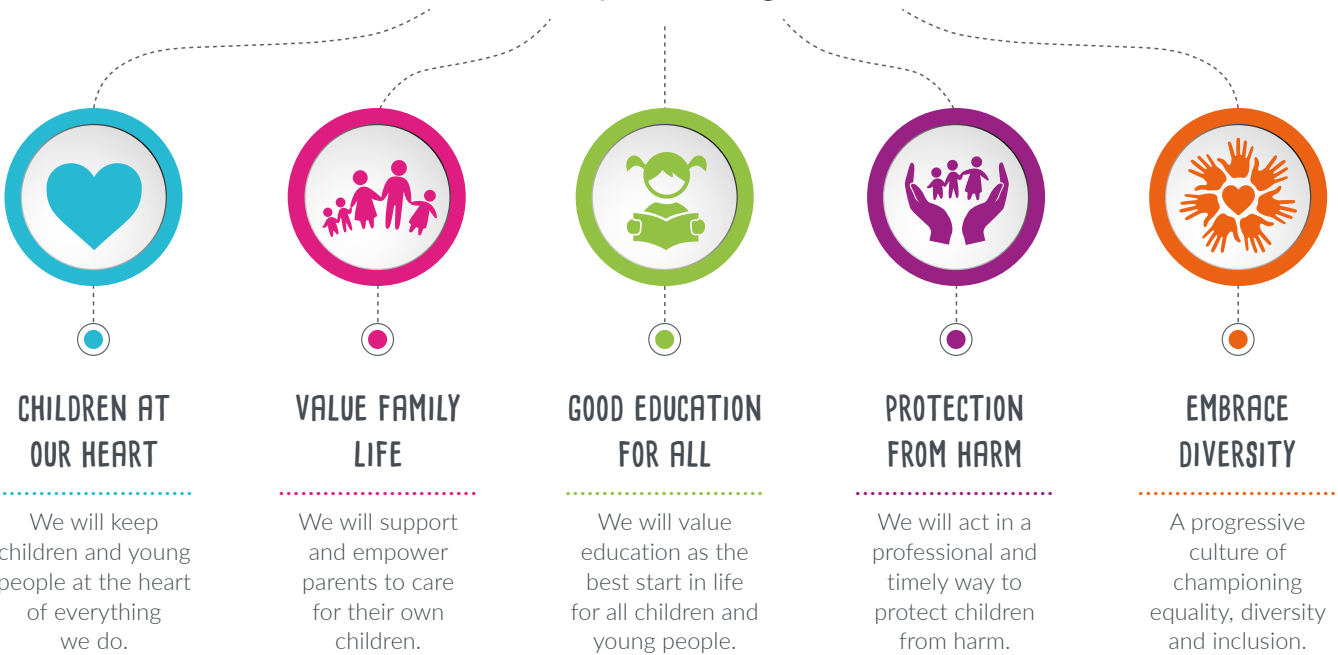 CHILDREN AT
OUR HEART
We will keep
children and young
people at the heart
of everything
we do.
VALUE FAMILY
LIFE
We will support
and empower
parents to care
for their own
children.
GOOD EDUCATION
FOR ALL
We will value
education as the
best start in life
for all children and
young people.
PROTECTION
FROM HARM
We will act in a
professional and
timely way to
protect children
from harm.
EMBRACE
DIVERSITY
A progressive
culture of
championing
equality, diversity
and inclusion.